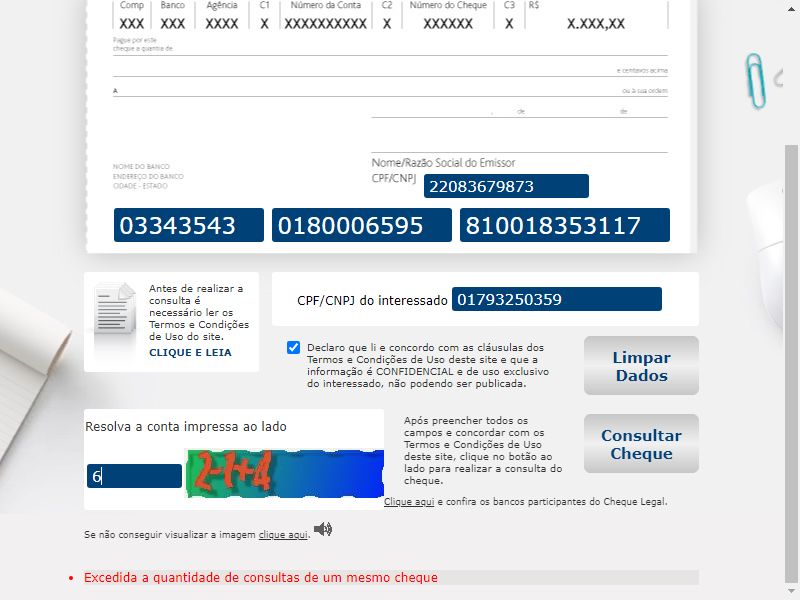 Comp Banco Agência C1 Número da Conta C2 Número do Cheque C3 R$
XXX XXX XXXX X XXXXXXXXXX X XXXXXX X X.XXX,XX
Pague por este
cheque a quantia de
e centavos acima
A ou à sua ordem
, de de
NOME DO BANCO
ENDEREÇO DO BANCO
CIDADE - ESTADO
Nome/Razão Social do Emissor
CPF/CNPJ 22083679873
03343543 0180006595 810018353117
Antes de realizar a
consulta é
necessário ler os
Termos e Condições
de Uso do site.
CLIQUE E LEIA
CPF/CNPJ do interessado 01793250359
Declaro que li e concordo com as cláusulas dos
Termos e Condições de Uso deste site e que a
informação é CONFIDENCIAL e de uso exclusivo
do interessado, não podendo ser publicada.
Limpar
Dados
Resolva a conta impressa ao lado
6 2-1+4
Após preencher todos os
campos e concordar com os
Termos e Condições de Uso
deste site, clique no botão ao
lado para realizar a consulta do
cheque.
Consultar
Cheque
Clique aqui e confira os bancos participantes do Cheque Legal.
Se não conseguir visualizar a imagem clique aqui.
Excedida a quantidade de consultas de um mesmo cheque